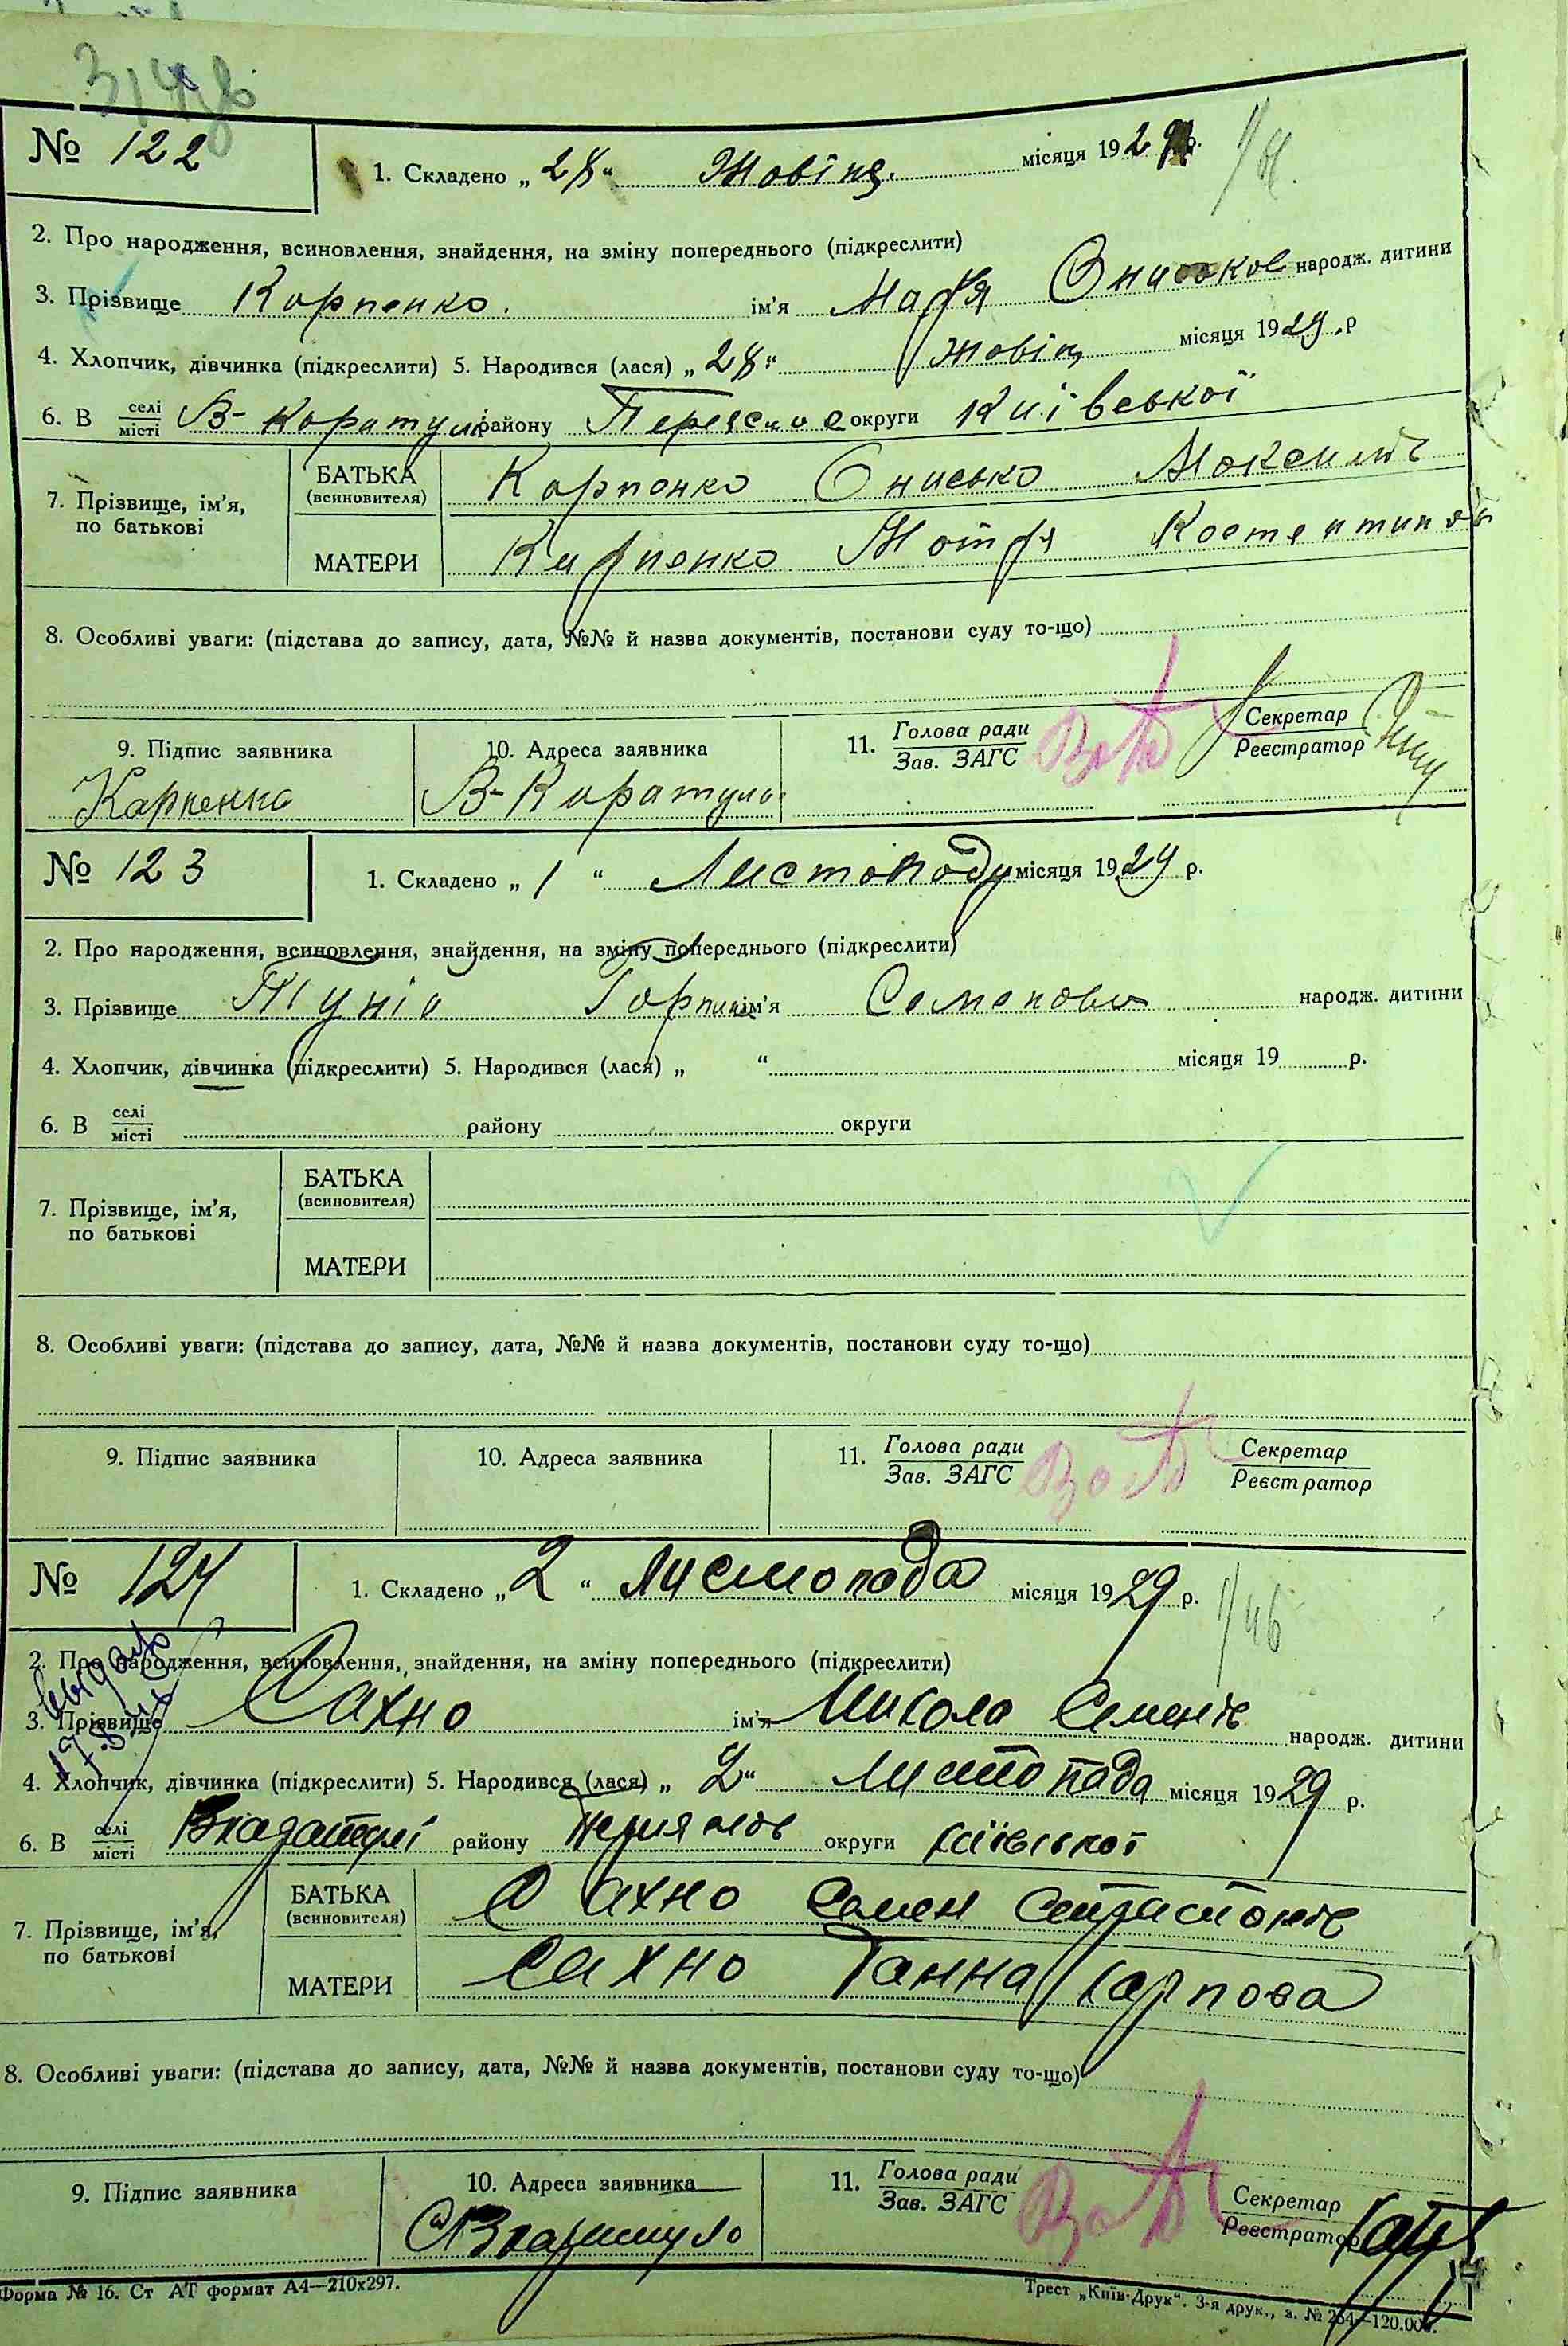 № 122
1. Складено „ 28 “ Жовтня місяця 1929 р.
2. Про народження, всиновлення, знайдення, на зміну попереднього (підкреслити)
3. Прізвище Карпенко. ім’я Марія народж. дитини
4. Хлопчик, дівчинка (підкреслити) 5. Народився (лася) „ 28 “ місяця 1929 р
6. В селі місті В-Каратуль району округи Київської
7. Прізвище, ім’я, по батькові
БАТЬКА (всиновителя) Карпенко Онисько
МАТЕРИ Карпенко Мотря
8. Особливі уваги: (підстава до запису, дата, №№ й назва документів, постанови суду то-що)
9. Підпис заявника 10. Адреса заявника 11. Голова ради Зав. ЗАГС Секретар Реєстратор
Карпенко В-Каратуль
№ 123
1. Складено „ 1 “ Листопаду місяця 1929 р.
2. Про народження, всиновлення, знайдення, на зміну попереднього (підкреслити)
3. Прізвище ім’я Семенова народж. дитини
4. Хлопчик, дівчинка (підкреслити) 5. Народився (лася) „ “ місяця 19 р.
6. В селі місті району округи
7. Прізвище, ім’я, по батькові
БАТЬКА (всиновителя)
МАТЕРИ
8. Особливі уваги: (підстава до запису, дата, №№ й назва документів, постанови суду то-що)
9. Підпис заявника 10. Адреса заявника 11. Голова ради Зав. ЗАГС Секретар Реєстратор
№ 124
1. Складено „ 2 “ листопада місяця 1929 р.
2. Про народження, всиновлення, знайдення, на зміну попереднього (підкреслити)
3. Прізвище Сахно ім’я Микола Семенів народж. дитини
4. Хлопчик, дівчинка (підкреслити) 5. Народився (лася) „ 2 “ листопада місяця 1929 р.
6. В селі місті району округи Київської
7. Прізвище, ім’я, по батькові
БАТЬКА (всиновителя) Сахно Семен
МАТЕРИ Сахно Ганна Карпова
8. Особливі уваги: (підстава до запису, дата, №№ й назва документів, постанови суду то-що)
9. Підпис заявника 10. Адреса заявника 11. Голова ради Зав. ЗАГС Секретар Реєстратор
Форма № 16. Ст АТ формат А4—210x297.
Трест „Київ-Друк“. 3-я друк., з. № 264—120.000.